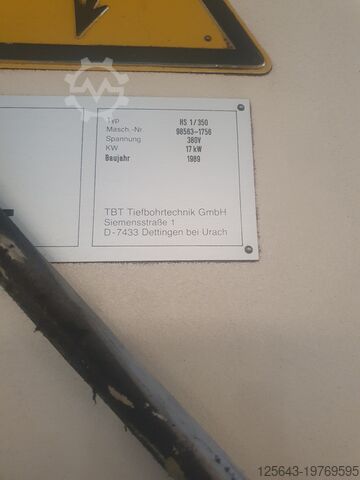 Typ HS 1/350
Masch.-Nr. 98563-1756
Spannung 380V
KW 17 kW
Baujahr 1989
TBT Tiefbohrtechnik GmbH
Siemensstraße 1
D-7433 Dettingen bei Urach
125643-19769595